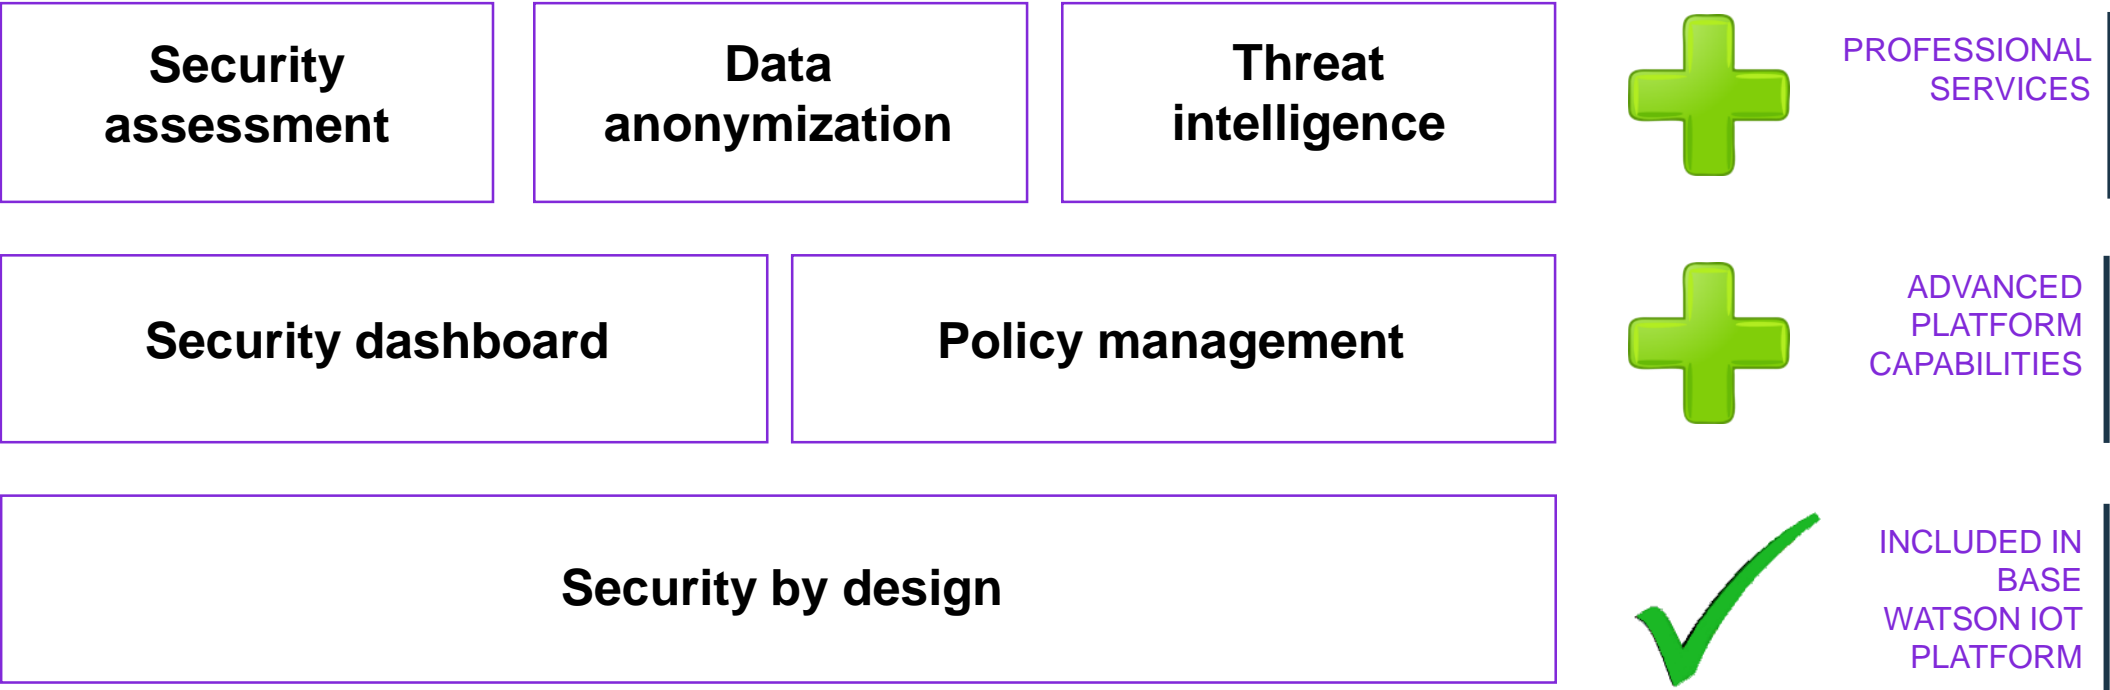 Security
assessment
Data
anonymization
Threat
intelligence
PROFESSIONAL
SERVICES
Security dashboard
Policy management
ADVANCED
PLATFORM
CAPABILITIES
Security by design
INCLUDED IN
BASE
WATSON IOT
PLATFORM